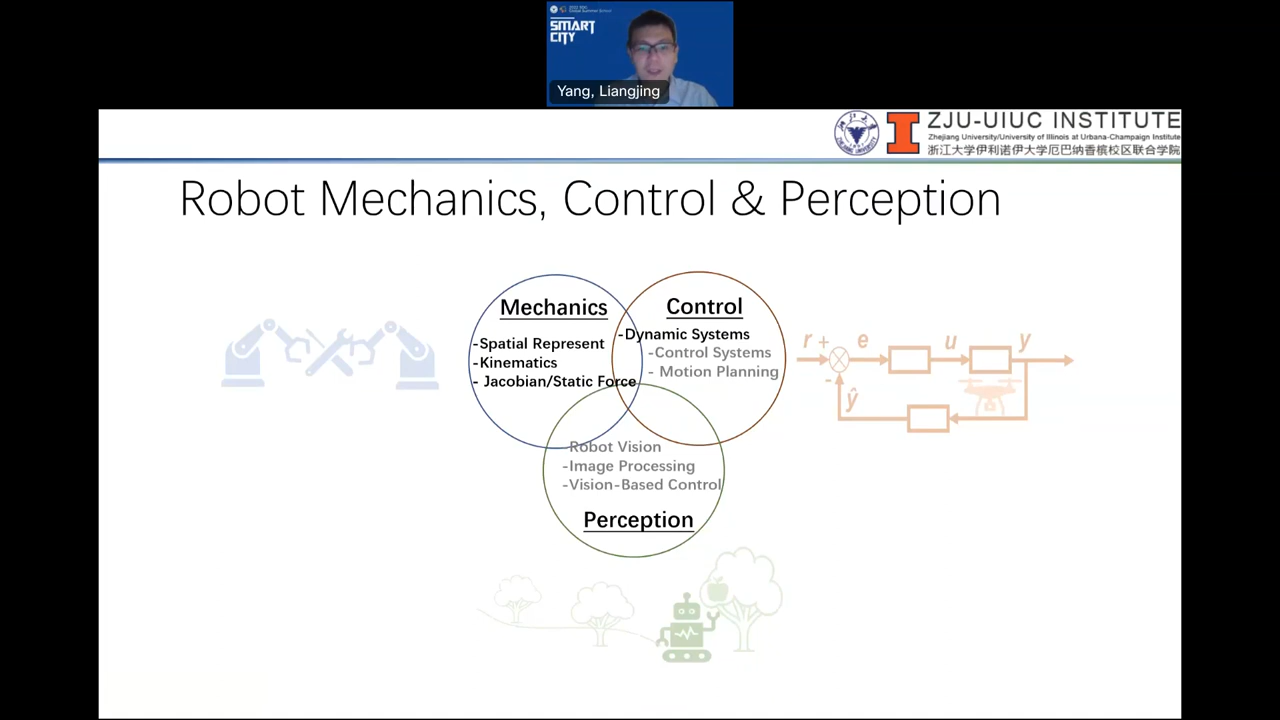 SMART
CITY
Yang, Liangjing
ZJU-UIUC INSTITUTE
Zhejiang University/University of Illinois at Urbana-Champaign Institute
浙江大学伊利诺伊大学厄巴纳香槟校区联合学院
Robot Mechanics, Control & Perception
Mechanics
-Spatial Represent
-Kinematics
- Jacobian/Static Force
Control
-Dynamic Systems
-Control Systems
- Motion Planning
r + e u y
-
ŷ
-Robot Vision
-Image Processing
-Vision-Based Control
Perception